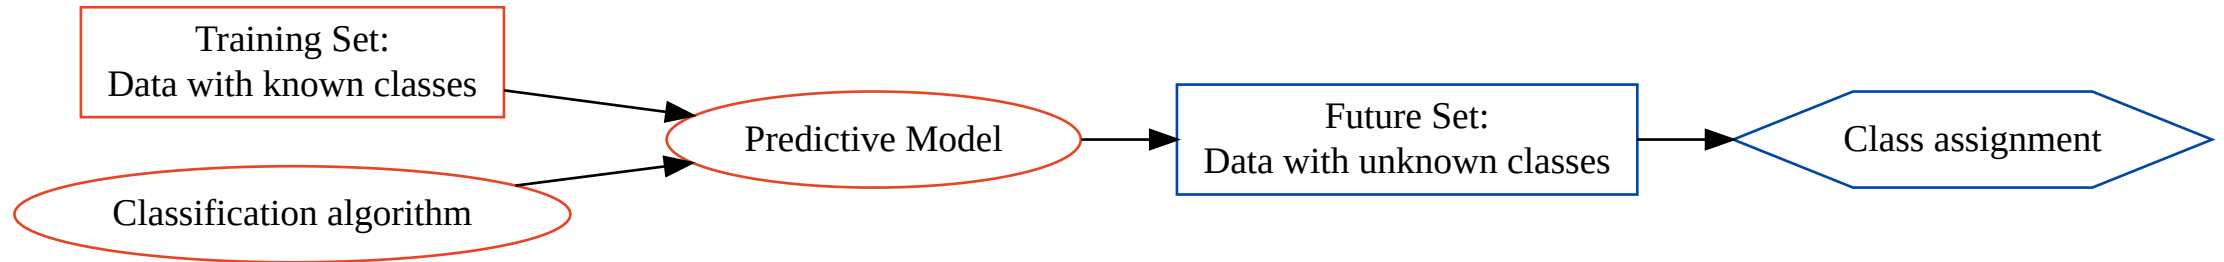 Training Set:
Data with known classes
Classification algorithm
Predictive Model
Future Set:
Data with unknown classes
Class assignment